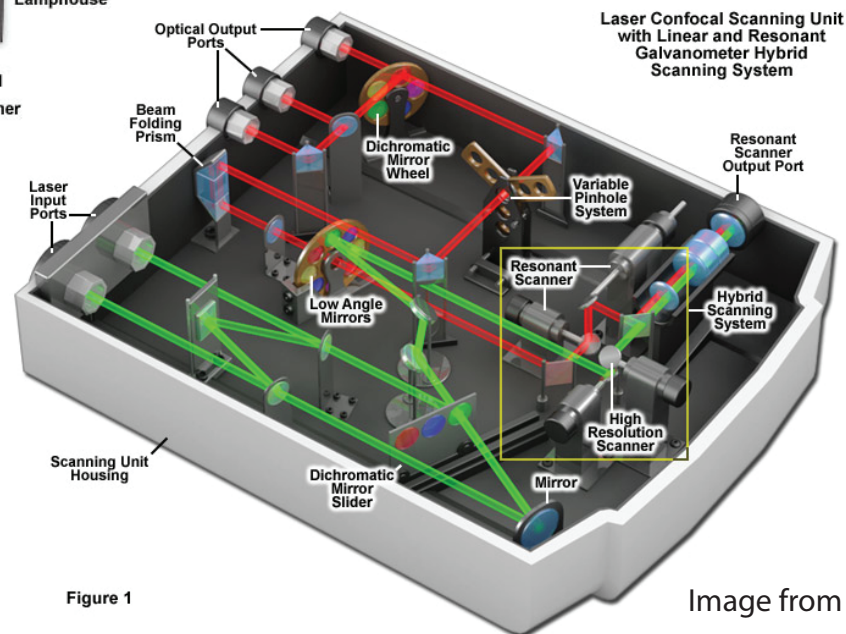 Lamphouse
Laser Confocal Scanning Unit
with Linear and Resonant
Galvanometer Hybrid
Scanning System
Optical Output
Ports
Beam
Folding
Prism
Dichromatic
Mirror
Wheel
Resonant
Scanner
Output Port
Laser
Input
Ports
Variable
Pinhole
System
Resonant
Scanner
Low Angle
Mirrors
Hybrid
Scanning
System
High
Resolution
Scanner
Scanning Unit
Housing
Dichromatic
Mirror
Slider
Mirror
Figure 1
Image from